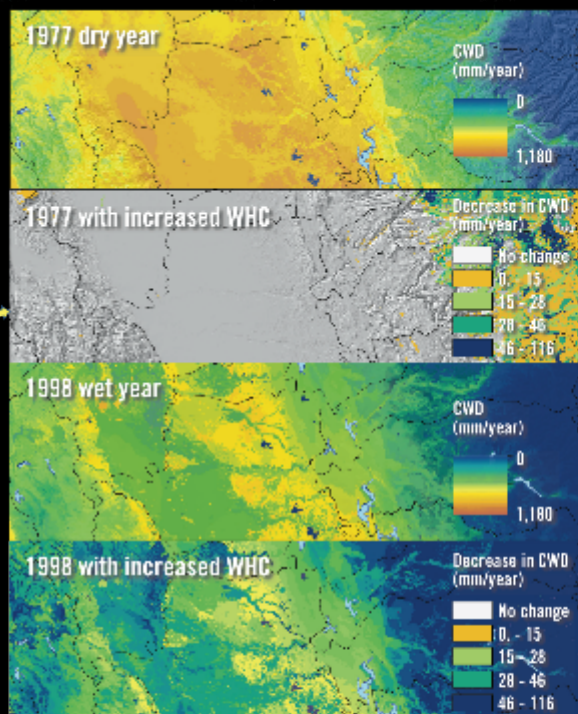 1977 dry year
CWD
(mm/year)
0
1,180
1977 with increased WHC
Decrease in CWD
(mm/year)
No change
0, - 15
15 - 28
28 - 46
46 - 116
1998 wet year
CWD
(mm/year)
0
1,180
1998 with increased WHC
Decrease in CWD
(mm/year)
No change
0, - 15
15 - 28
28 - 46
46 - 116